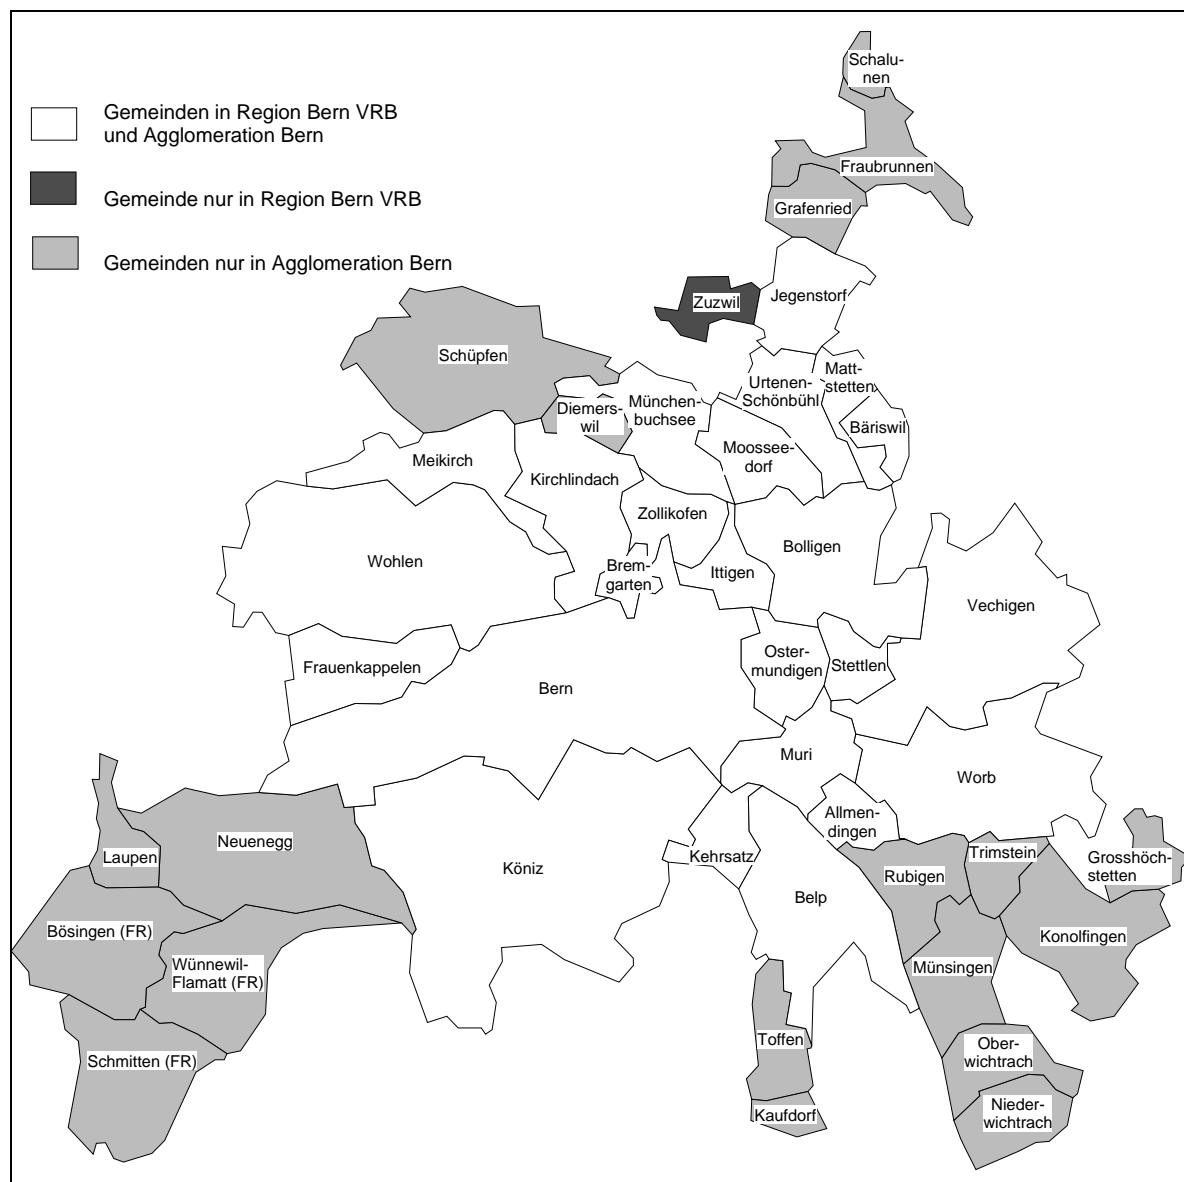 Gemeinden in Region Bern VRB
und Agglomeration Bern
Gemeinde nur in Region Bern VRB
Gemeinden nur in Agglomeration Bern
Schalu-
nen
Fraubrunnen
Grafenried
Zuzwil
Jegenstorf
Schüpfen
Matt-
stetten
Urtenen-
Schönbühl
Diemers-
wil
München-
buchsee
Bäriswil
Moossee-
dorf
Meikirch
Kirchlindach
Zollikofen
Bolligen
Wohlen
Brem-
garten
Ittigen
Vechigen
Frauenkappelen
Oster-
mundigen
Stettlen
Bern
Muri
Worb
Allmen-
dingen
Neuenegg
Laupen
Köniz
Kehrsatz
Trimstein
Grosshöch-
stetten
Rubigen
Belp
Bösingen (FR)
Konolfingen
Wünnewil-
Flamatt (FR)
Münsingen
Toffen
Ober-
wichtrach
Schmitten (FR)
Kaufdorf
Nieder-
wichtrach